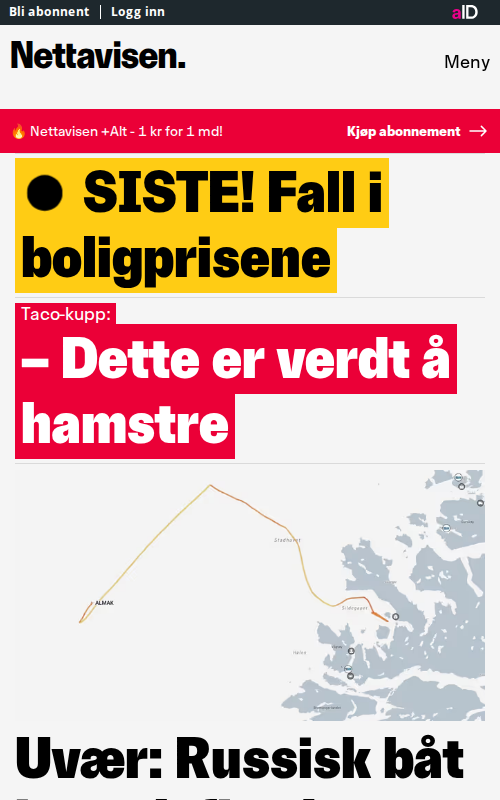 Bli abonnent | Logg inn
aID
Nettavisen.
Meny
🔥 Nettavisen +Alt - 1 kr for 1 md!
Kjøp abonnement →
● SISTE! Fall i
boligprisene
Taco-kupp:
– Dette er verdt å
hamstre
Stadhavet
ALMAK
Uvær: Russisk båt